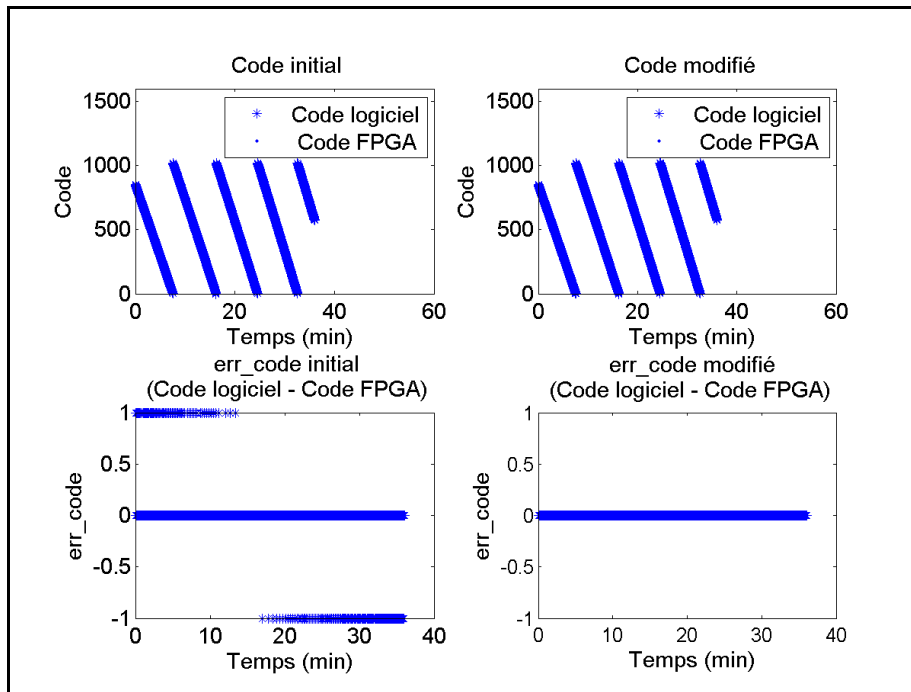 Code initial
1500
1000
500
0
Code
Code logiciel
Code FPGA
0 20 40 60
Temps (min)
Code modifié
1500
1000
500
0
Code
Code logiciel
Code FPGA
0 20 40 60
Temps (min)
err_code initial
(Code logiciel - Code FPGA)
1
0.5
0
-0.5
-1
err_code
0 10 20 30 40
Temps (min)
err_code modifié
(Code logiciel - Code FPGA)
1
0.5
0
-0.5
-1
err_code
0 10 20 30 40
Temps (min)